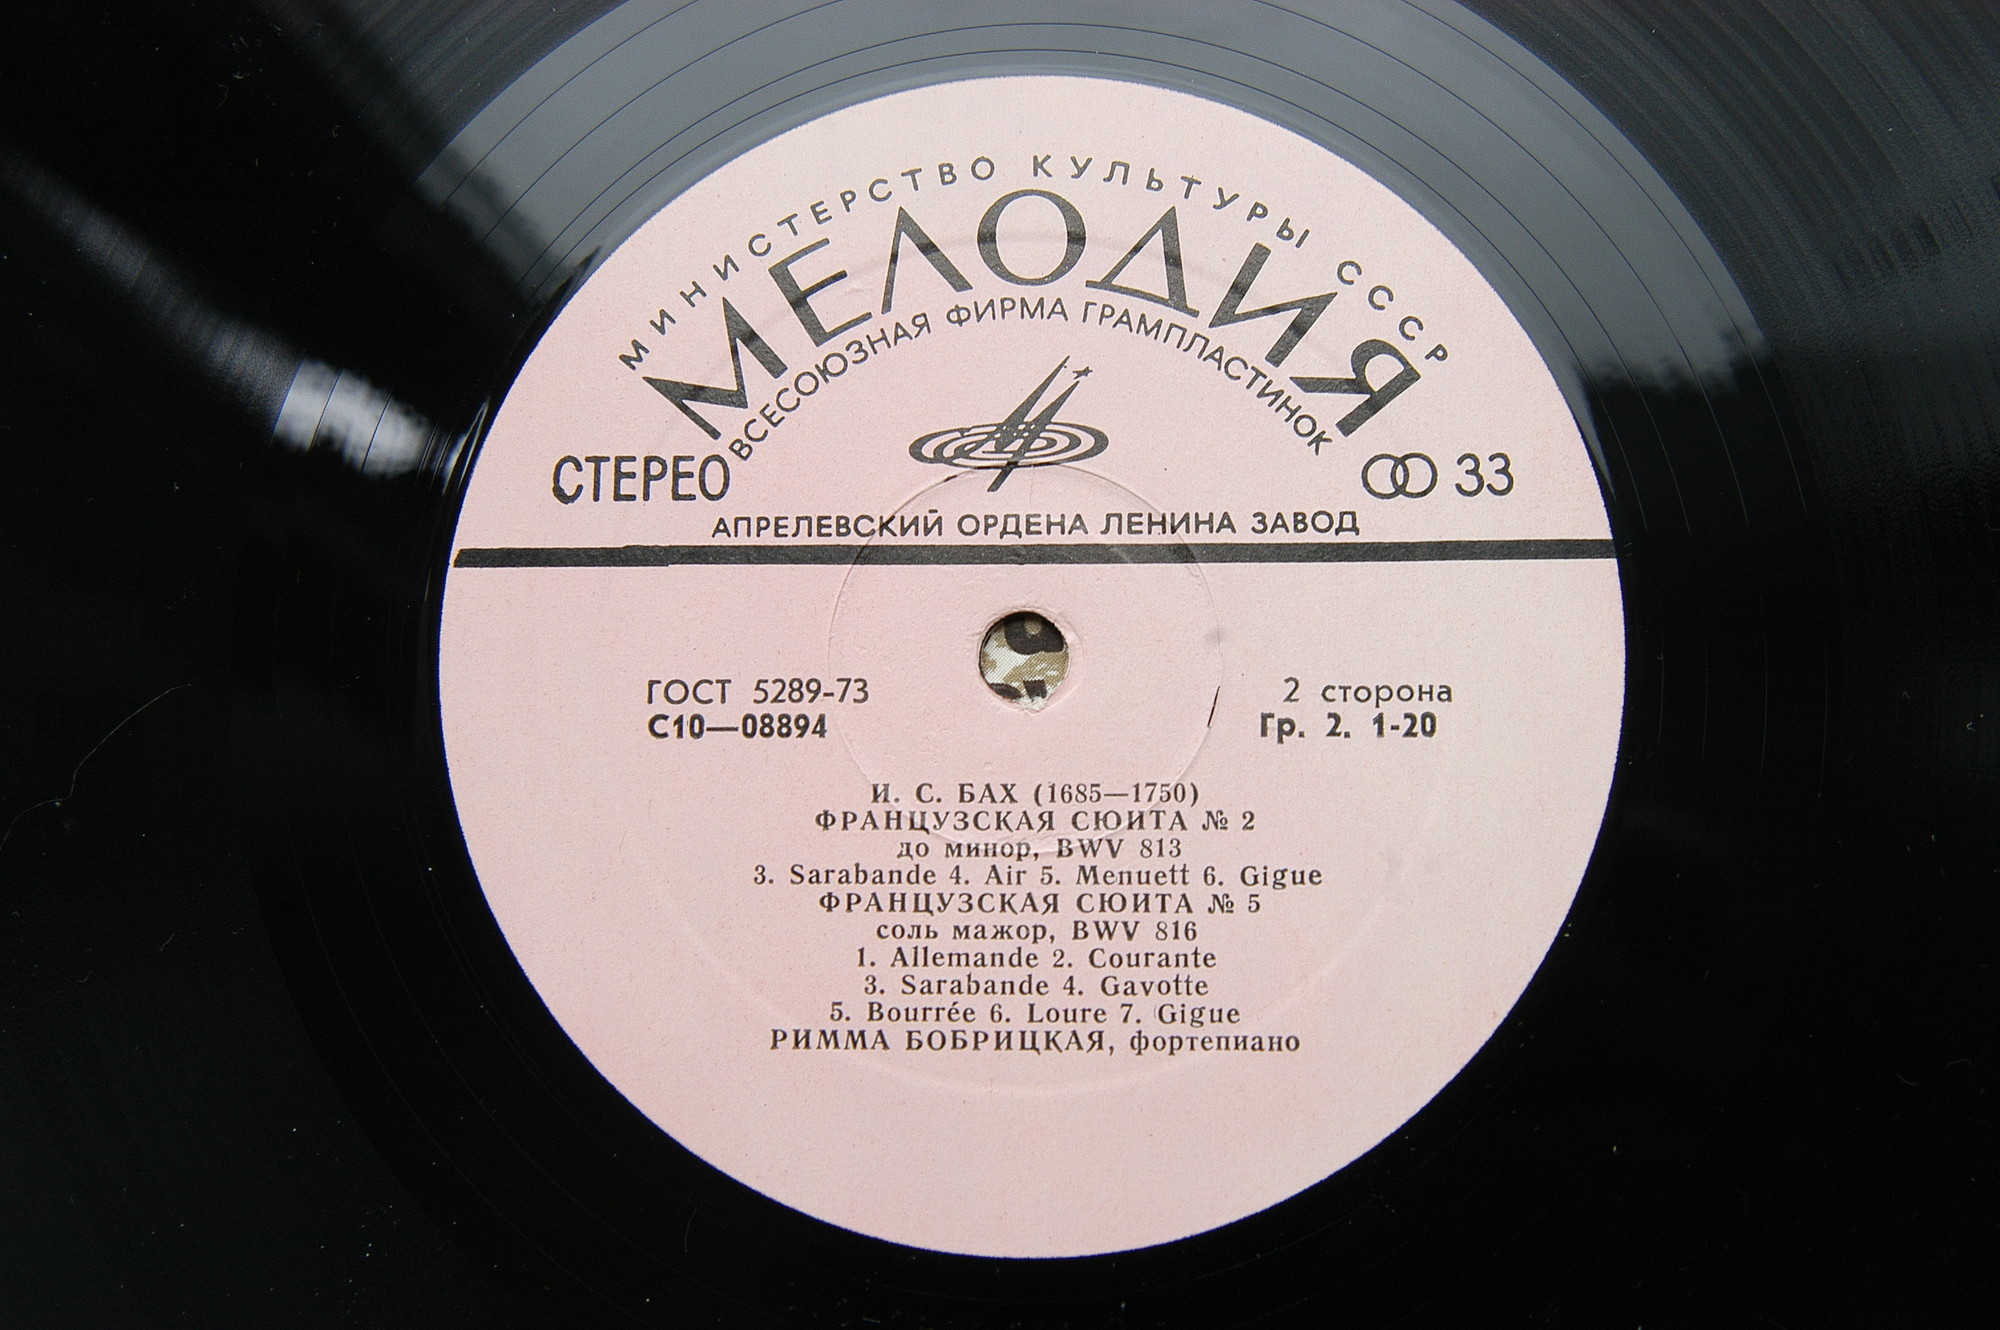 МИНИСТЕРСТВО КУЛЬТУРЫ СССР
МЕЛОДИЯ
ВСЕСОЮЗНАЯ ФИРМА ГРАМПЛАСТИНОК
СТЕРЕО
33
АПРЕЛЕВСКИЙ ОРДЕНА ЛЕНИНА ЗАВОД
ГОСТ 5289-73
2 сторона
С10—08894
Гр. 2. 1-20
И. С. БАХ (1685—1750)
ФРАНЦУЗСКАЯ СЮИТА № 2
до минор, BWV 813
3. Sarabande 4. Air 5. Menuett 6. Gigue
ФРАНЦУЗСКАЯ СЮИТА № 5
соль мажор, BWV 816
1. Allemande 2. Courante
3. Sarabande 4. Gavotte
5. Bourrée 6. Loure 7. Gigue
РИММА БОБРИЦКАЯ, фортепиано